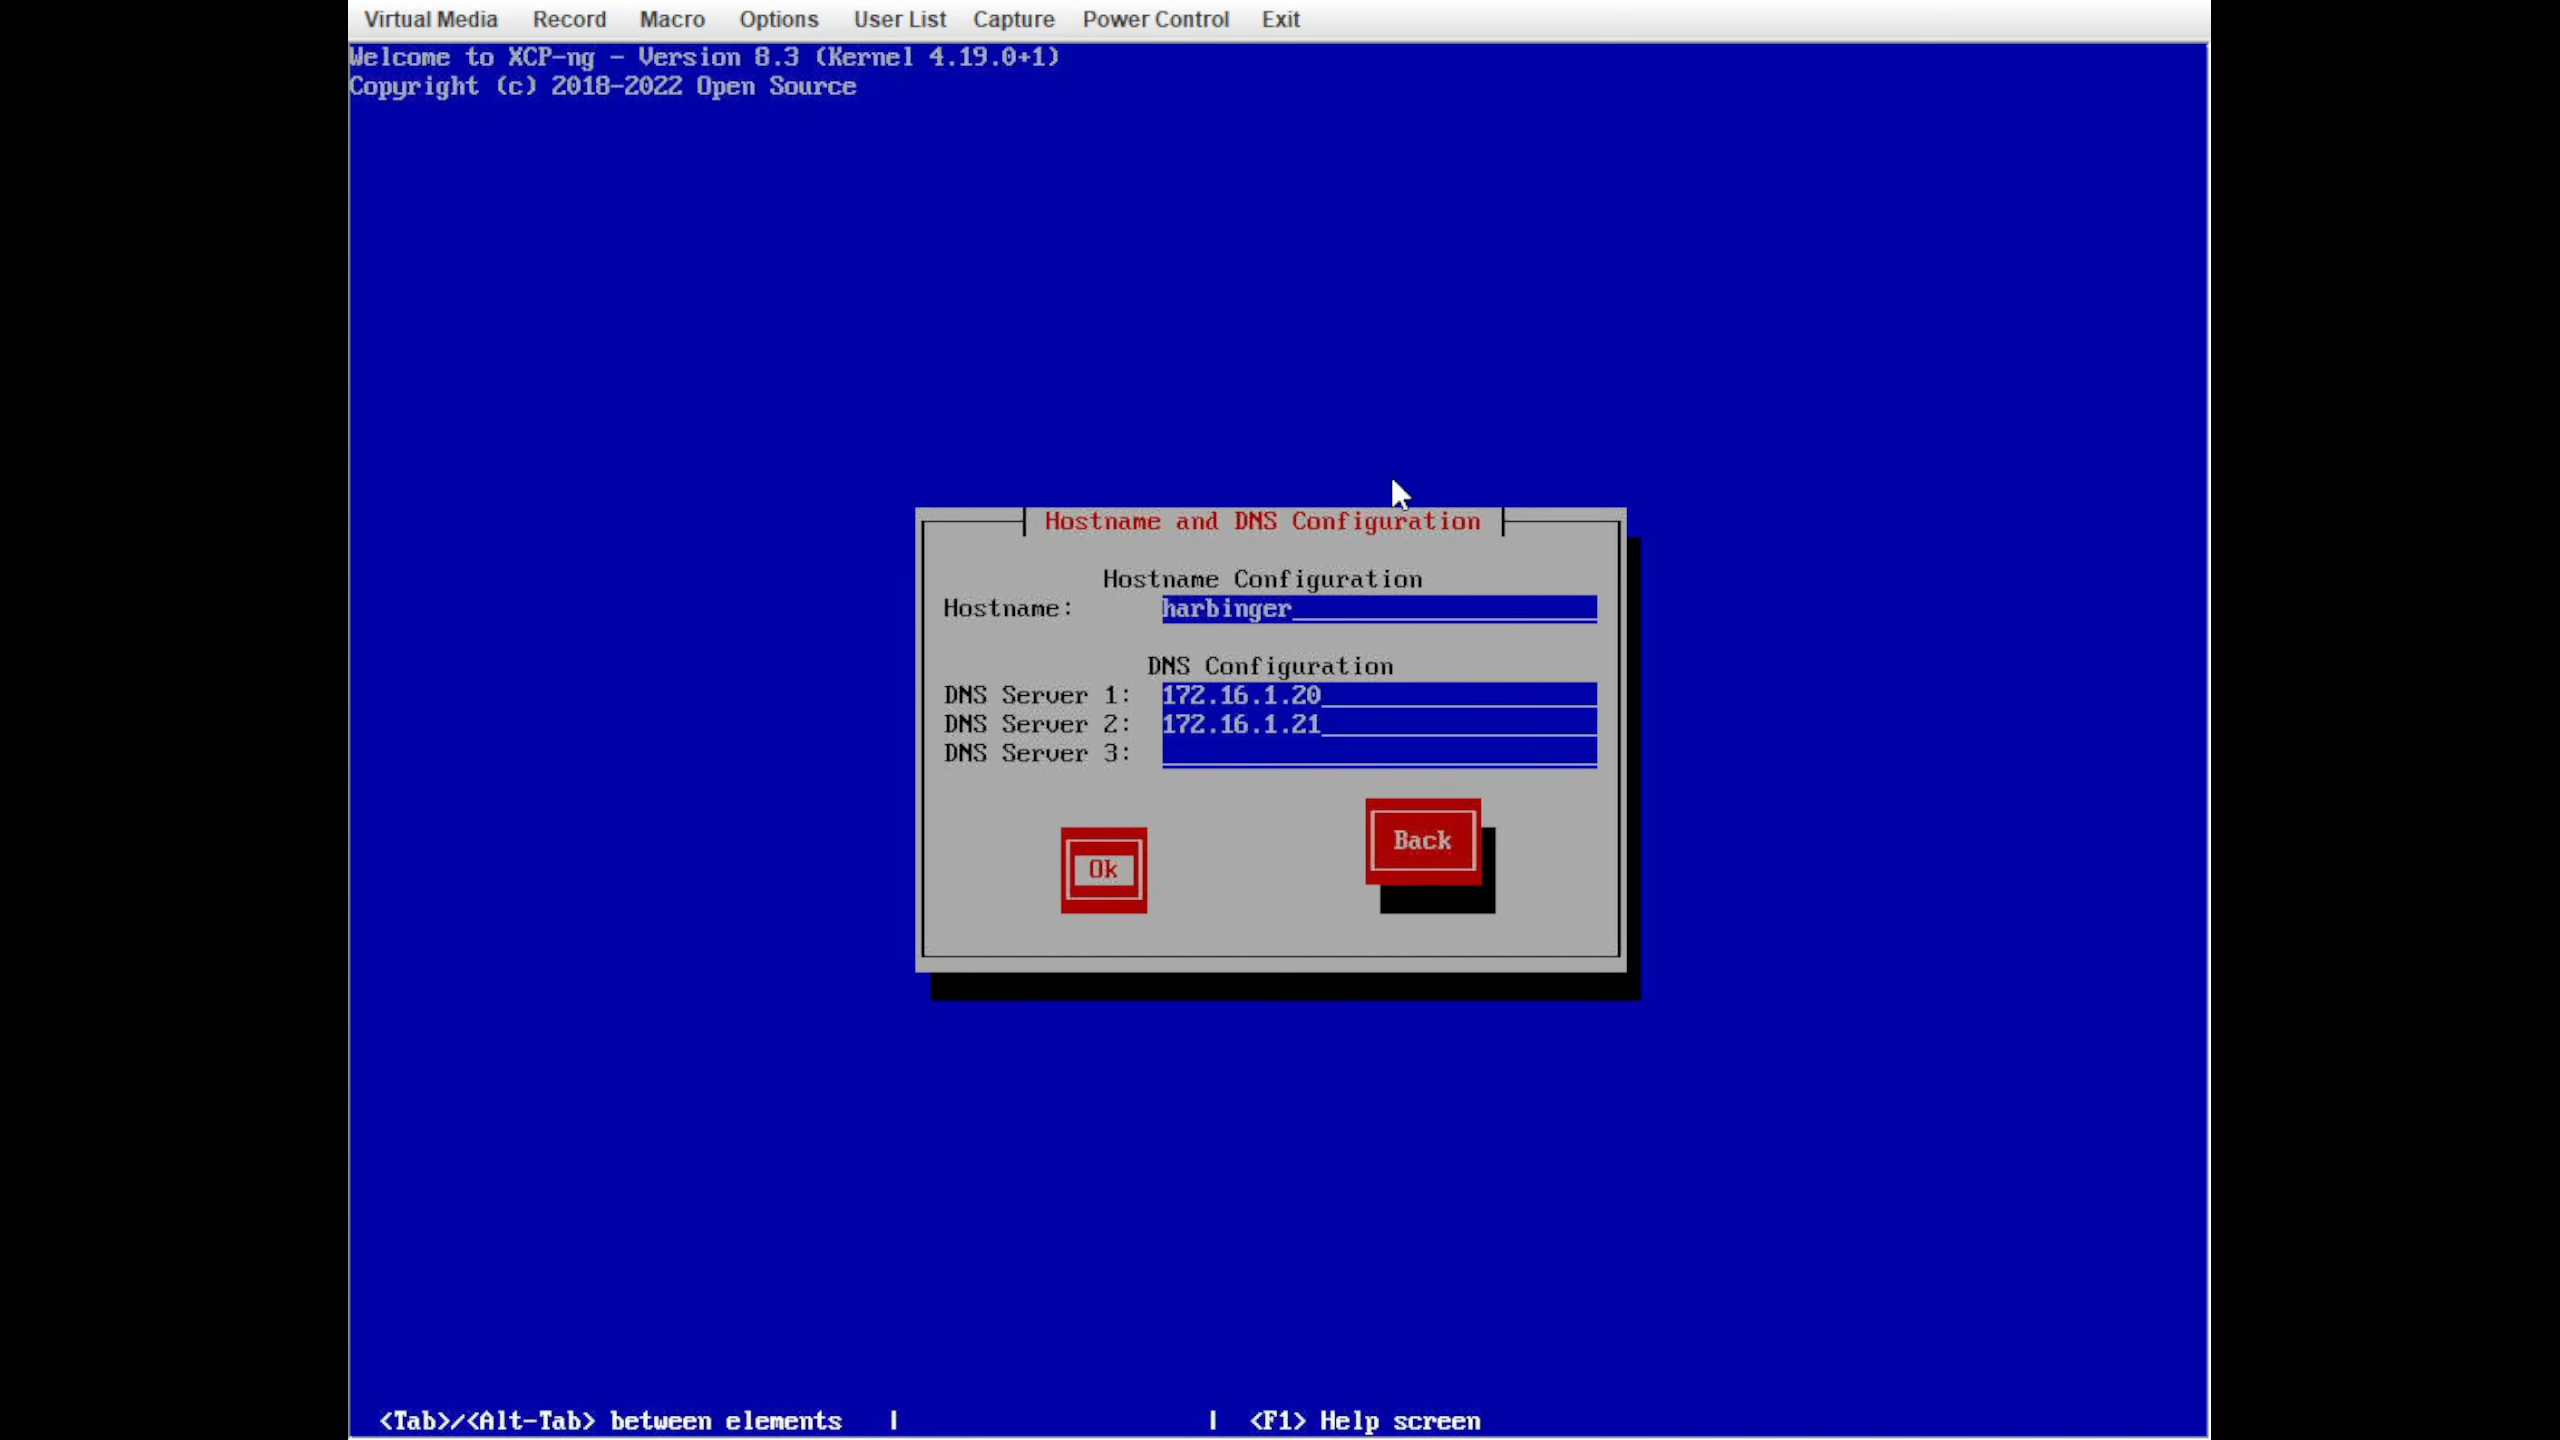 Virtual Media Record Macro Options User List Capture Power Control Exit
Welcome to XCP-ng - Version 8.3 (Kernel 4.19.0+1)
Copyright (c) 2018-2022 Open Source
Hostname and DNS Configuration
Hostname Configuration
Hostname: harbinger
DNS Configuration
DNS Server 1: 172.16.1.20
DNS Server 2: 172.16.1.21
DNS Server 3:
Back
Ok
<Tab>/<Alt-Tab> between elements | | <F1> Help screen